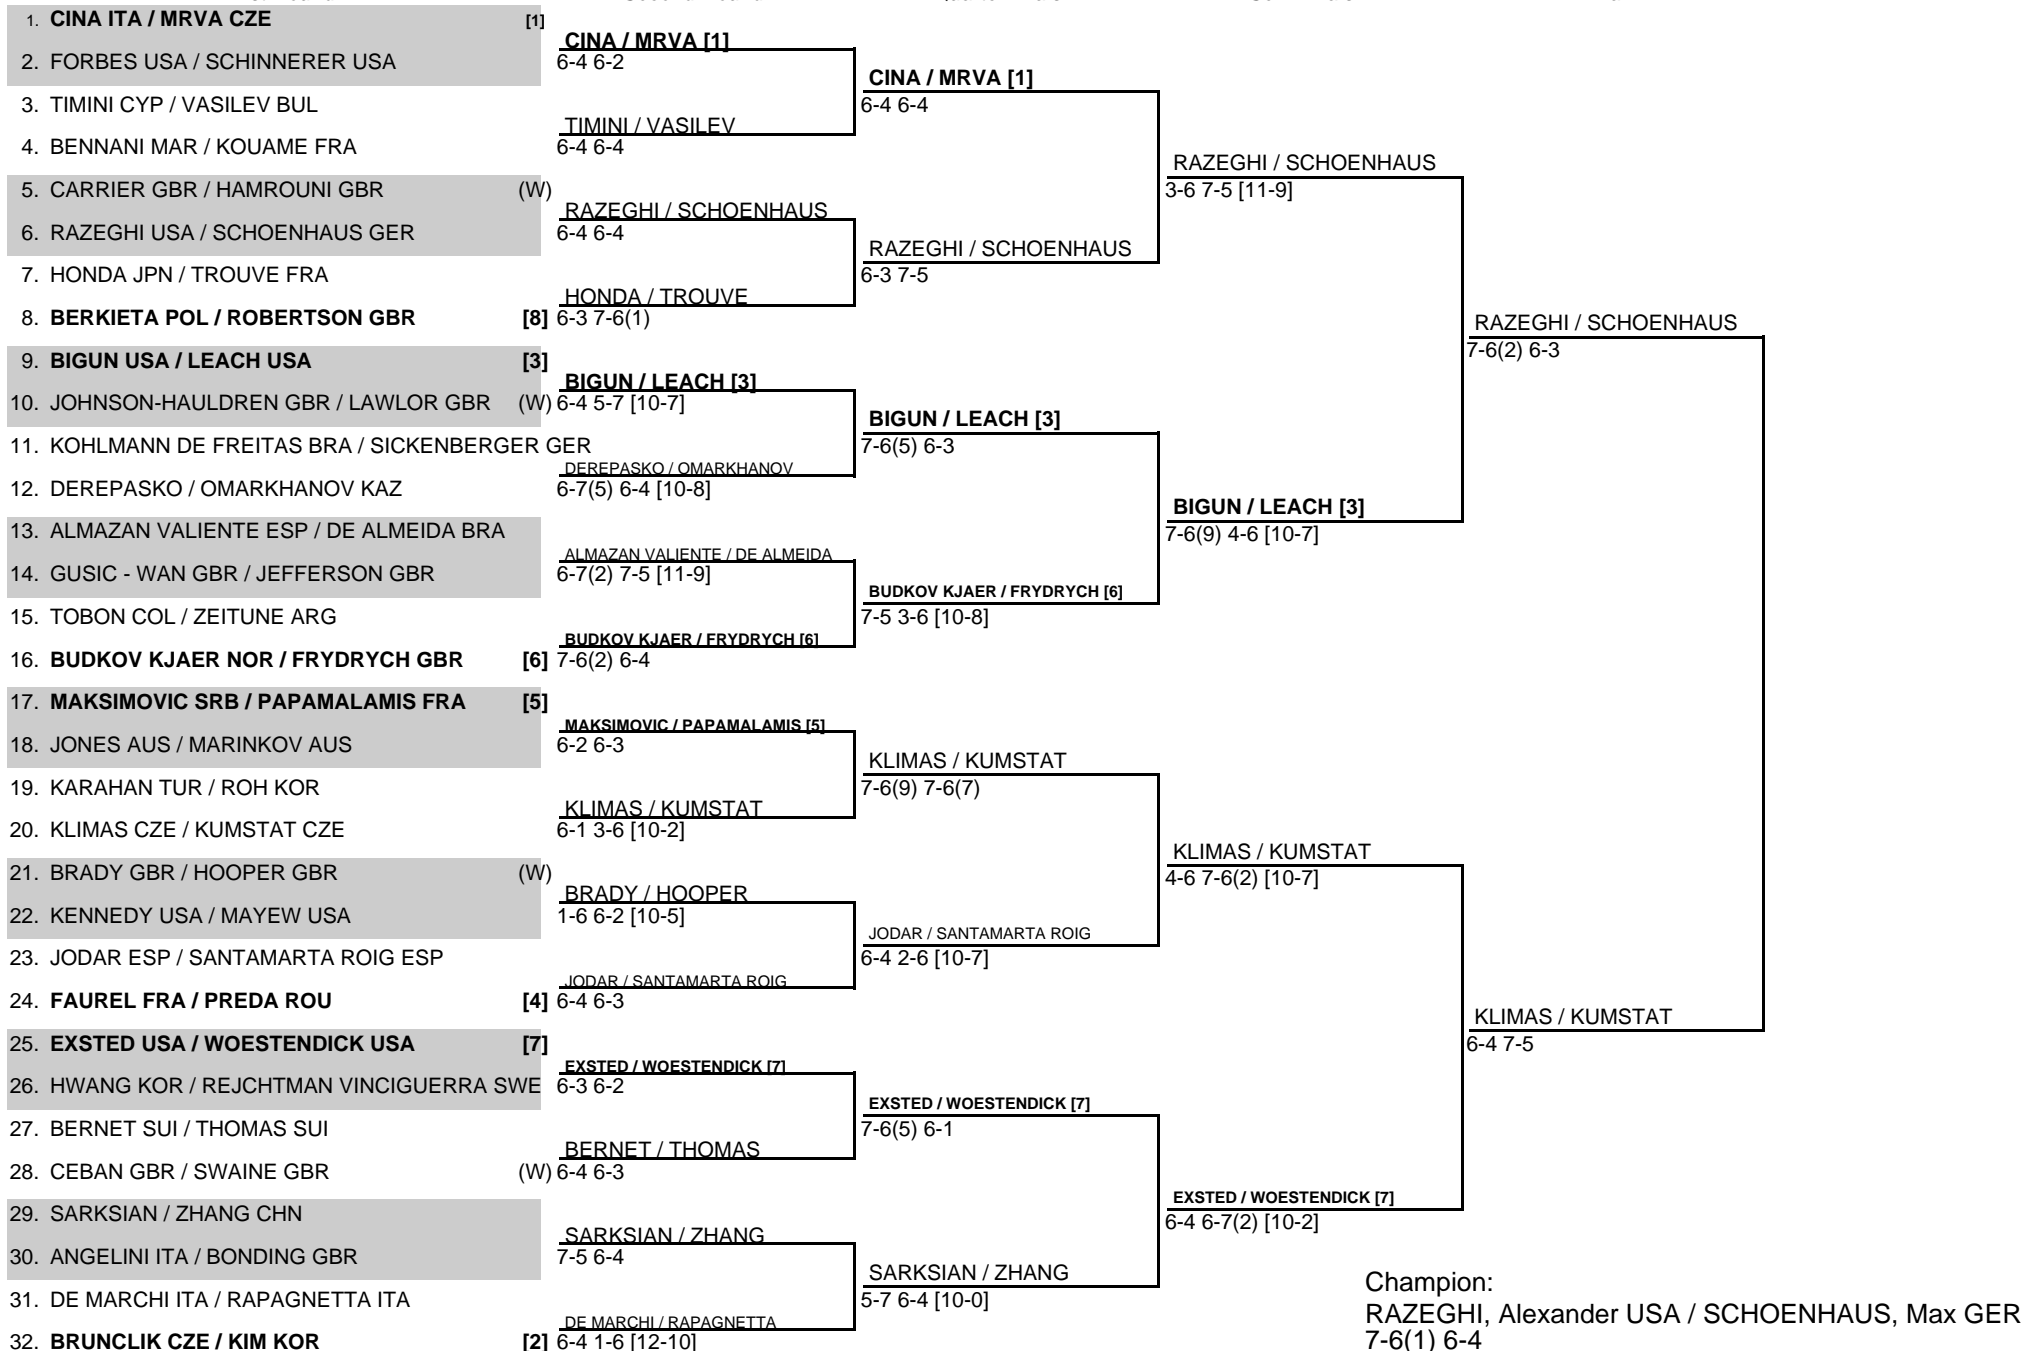 1. CINA ITA / MRVA CZE [1]
2. FORBES USA / SCHINNERER USA
3. TIMINI CYP / VASILEV BUL
4. BENNANI MAR / KOUAME FRA
5. CARRIER GBR / HAMROUNI GBR (W)
6. RAZEGHI USA / SCHOENHAUS GER
7. HONDA JPN / TROUVE FRA
8. BERKIETA POL / ROBERTSON GBR [8]
9. BIGUN USA / LEACH USA [3]
10. JOHNSON-HAULDREN GBR / LAWLOR GBR (W)
11. KOHLMANN DE FREITAS BRA / SICKENBERGER GER
12. DEREPASKO / OMARKHANOV KAZ
13. ALMAZAN VALIENTE ESP / DE ALMEIDA BRA
14. GUSIC - WAN GBR / JEFFERSON GBR
15. TOBON COL / ZEITUNE ARG
16. BUDKOV KJAER NOR / FRYDRYCH GBR [6]
17. MAKSIMOVIC SRB / PAPAMALAMIS FRA [5]
18. JONES AUS / MARINKOV AUS
19. KARAHAN TUR / ROH KOR
20. KLIMAS CZE / KUMSTAT CZE
21. BRADY GBR / HOOPER GBR (W)
22. KENNEDY USA / MAYEW USA
23. JODAR ESP / SANTAMARTA ROIG ESP
24. FAUREL FRA / PREDA ROU [4]
25. EXSTED USA / WOESTENDICK USA [7]
26. HWANG KOR / REJCHTMAN VINCIGUERRA SWE
27. BERNET SUI / THOMAS SUI
28. CEBAN GBR / SWAINE GBR (W)
29. SARKSIAN / ZHANG CHN
30. ANGELINI ITA / BONDING GBR
31. DE MARCHI ITA / RAPAGNETTA ITA
32. BRUNCLIK CZE / KIM KOR [2]
CINA / MRVA [1]
6-4 6-2
TIMINI / VASILEV
6-4 6-4
RAZEGHI / SCHOENHAUS
6-4 6-4
HONDA / TROUVE
6-3 7-6(1)
BIGUN / LEACH [3]
6-4 5-7 [10-7]
DEREPASKO / OMARKHANOV
6-7(5) 6-4 [10-8]
ALMAZAN VALIENTE / DE ALMEIDA
6-7(2) 7-5 [11-9]
BUDKOV KJAER / FRYDRYCH [6]
7-6(2) 6-4
MAKSIMOVIC / PAPAMALAMIS [5]
6-2 6-3
KLIMAS / KUMSTAT
6-1 3-6 [10-2]
BRADY / HOOPER
1-6 6-2 [10-5]
JODAR / SANTAMARTA ROIG
6-4 6-3
EXSTED / WOESTENDICK [7]
6-3 6-2
BERNET / THOMAS
6-4 6-3
SARKSIAN / ZHANG
7-5 6-4
DE MARCHI / RAPAGNETTA
6-4 1-6 [12-10]
CINA / MRVA [1]
6-4 6-4
RAZEGHI / SCHOENHAUS
6-3 7-5
BIGUN / LEACH [3]
7-6(5) 6-3
BUDKOV KJAER / FRYDRYCH [6]
7-5 3-6 [10-8]
KLIMAS / KUMSTAT
7-6(9) 7-6(7)
JODAR / SANTAMARTA ROIG
6-4 2-6 [10-7]
EXSTED / WOESTENDICK [7]
7-6(5) 6-1
SARKSIAN / ZHANG
5-7 6-4 [10-0]
RAZEGHI / SCHOENHAUS
3-6 7-5 [11-9]
BIGUN / LEACH [3]
7-6(9) 4-6 [10-7]
KLIMAS / KUMSTAT
4-6 7-6(2) [10-7]
EXSTED / WOESTENDICK [7]
6-4 6-7(2) [10-2]
RAZEGHI / SCHOENHAUS
7-6(2) 6-3
KLIMAS / KUMSTAT
6-4 7-5
Champion:
RAZEGHI, Alexander USA / SCHOENHAUS, Max GER
7-6(1) 6-4